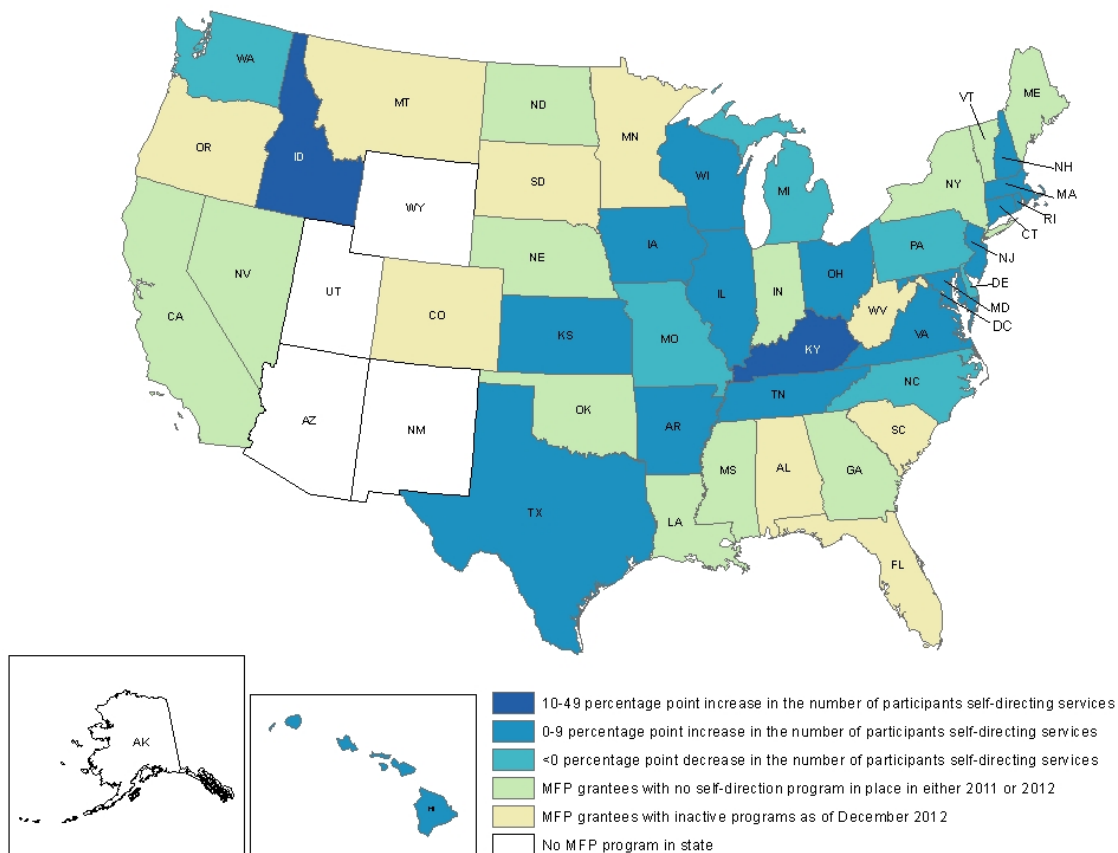 WA
MT
ND
MN
ME
VT
OR
ID
SD
WI
MI
NY
NH
MA
RI
CT
WY
NE
IA
PA
NJ
NV
UT
CO
IL
IN
OH
DE
MD
DC
CA
KS
MO
WV
VA
KY
AZ
NM
OK
AR
TN
NC
SC
TX
LA
MS
AL
GA
FL
AK
HI
10-49 percentage point increase in the number of participants self-directing services
0-9 percentage point increase in the number of participants self-directing services
<0 percentage point decrease in the number of participants self-directing services
MFP grantees with no self-direction program in place in either 2011 or 2012
MFP grantees with inactive programs as of December 2012
No MFP program in state